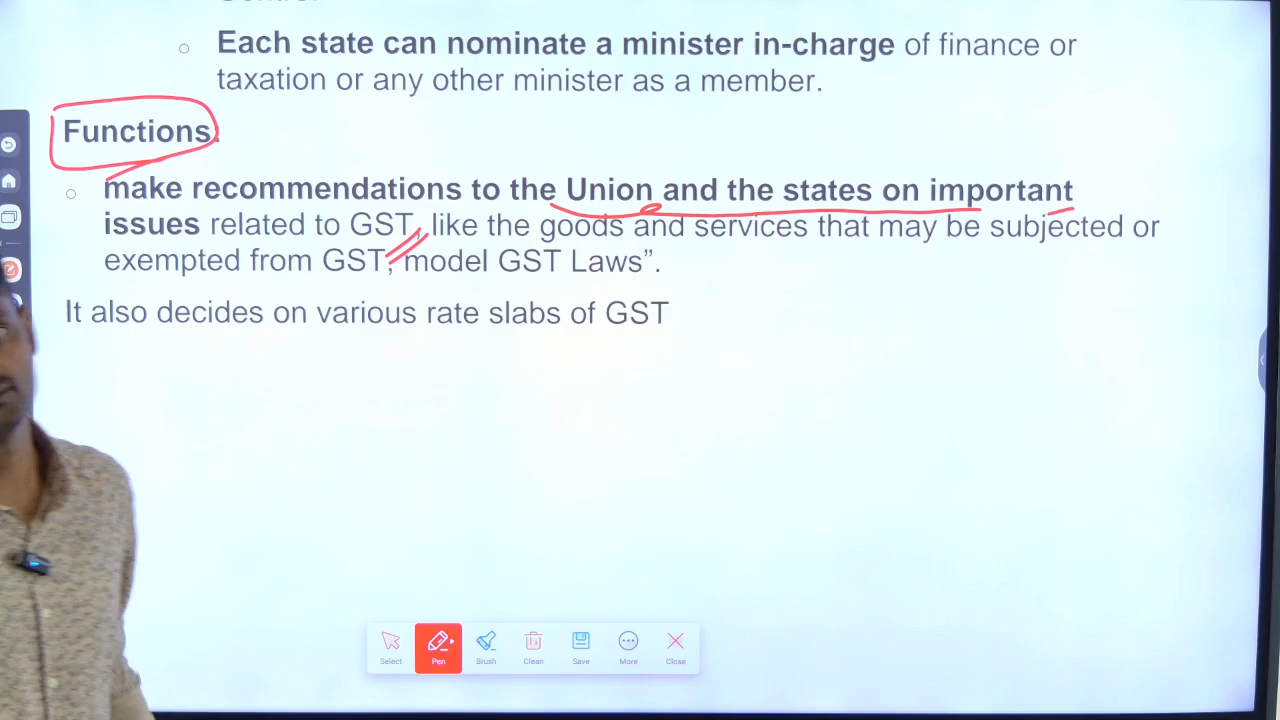 Each state can nominate a minister in-charge of finance or
taxation or any other minister as a member.
Functions:
make recommendations to the Union and the states on important
issues related to GST, like the goods and services that may be subjected or
exempted from GST, model GST Laws”.
It also decides on various rate slabs of GST
Select Pen Brush Clean Save More Close